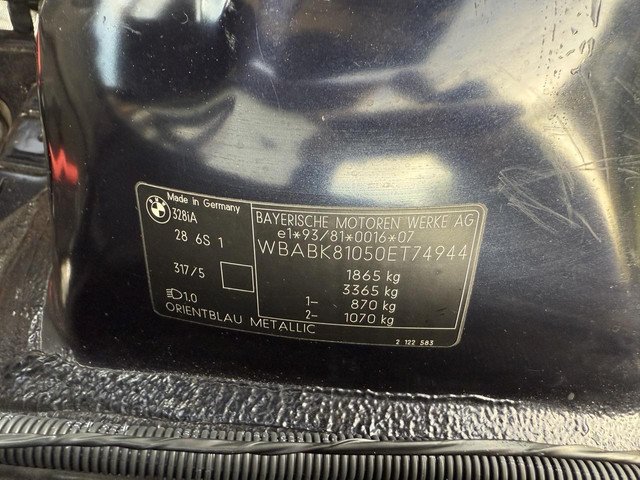 Made in Germany
BMW
328iA
28 6S 1
317/5
1.0
ORIENTBLAU METALLIC
BAYERISCHE MOTOREN WERKE AG
e1*93/81*0016*07
WBABK81050ET74944
1865 kg
3365 kg
1- 870 kg
2- 1070 kg
2 122 583